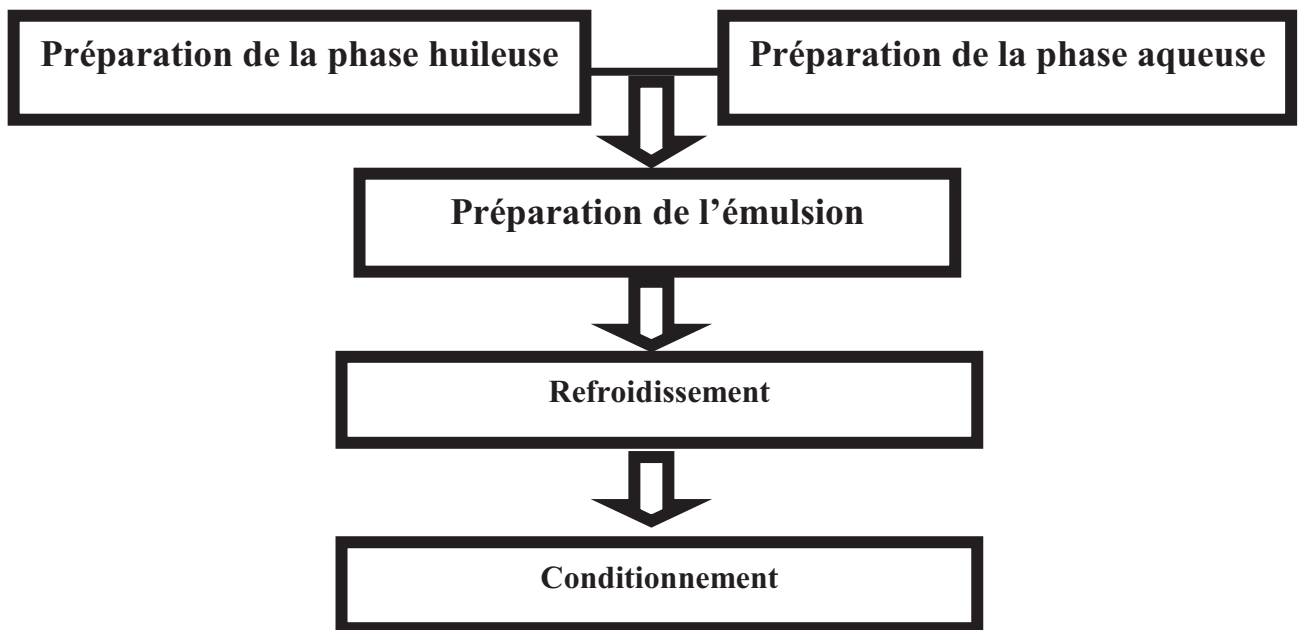 Préparation de la phase huileuse
Préparation de la phase aqueuse
Préparation de l’émulsion
Refroidissement
Conditionnement